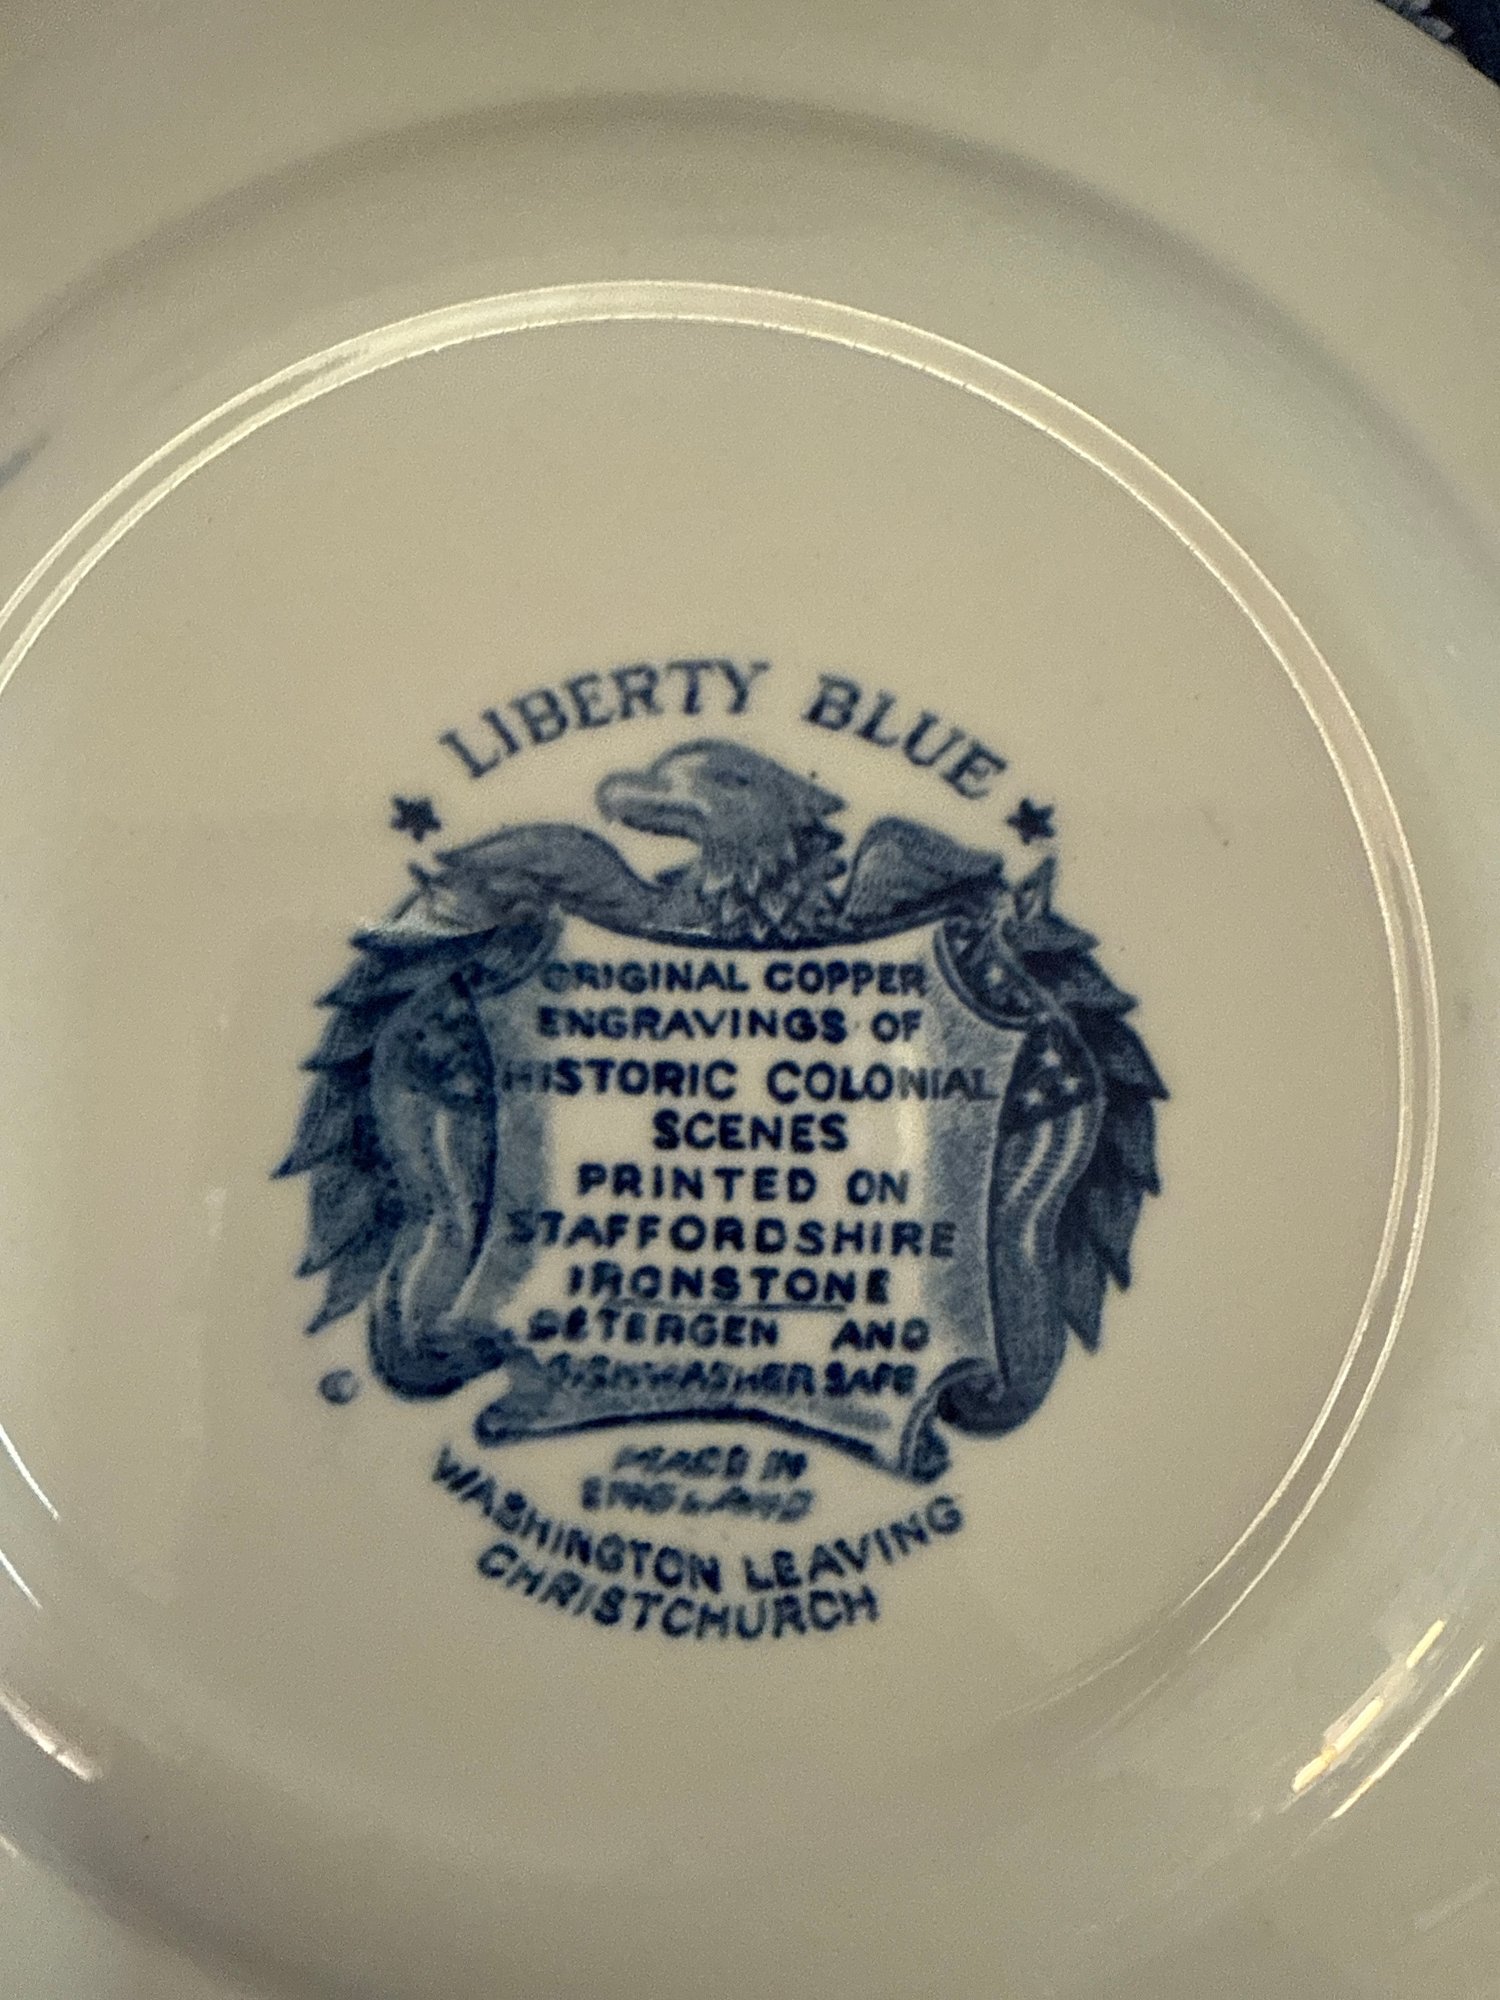 LIBERTY BLUE
ORIGINAL COPPER
ENGRAVINGS OF
HISTORIC COLONIAL
SCENES
PRINTED ON
STAFFORDSHIRE
IRONSTONE
DETERGEN AND
DISHWASHER SAFE
©
MADE IN
ENGLAND
WASHINGTON LEAVING
CHRISTCHURCH